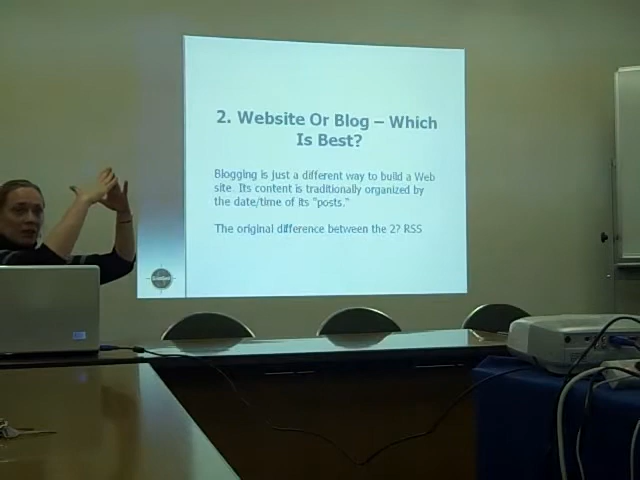 2. Website Or Blog – Which
Is Best?
Blogging is just a different way to build a Web
site. Its content is traditionally organized by
the date/time of its "posts."
The original difference between the 2? RSS